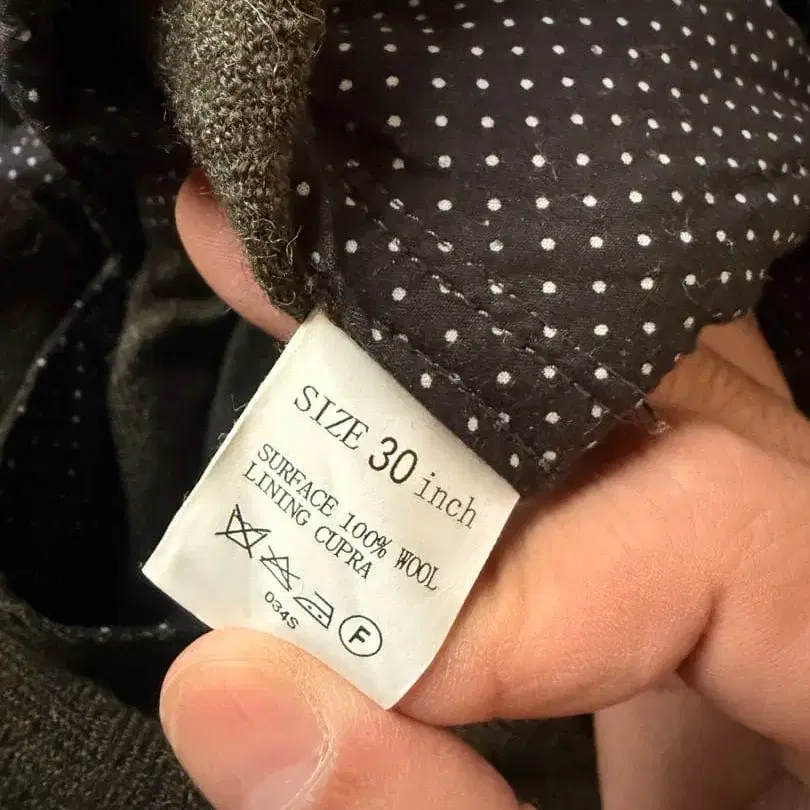 SIZE 30 inch
SURFACE 100% WOOL
LINING CUPRA
034S
F